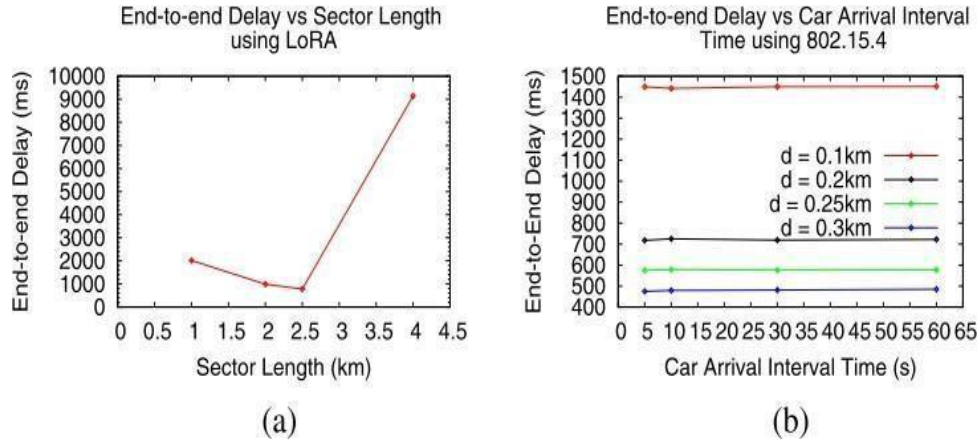 End-to-end Delay vs Sector Length
using LoRA
End-to-end Delay (ms)
10000
9000
8000
7000
6000
5000
4000
3000
2000
1000
0
0 0.5 1 1.5 2 2.5 3 3.5 4 4.5
Sector Length (km)
(a)
End-to-end Delay vs Car Arrival Interval
Time using 802.15.4
End-to-End Delay (ms)
1500
1400
1300
1200
1100
1000
900
800
700
600
500
400
d = 0.1km
d = 0.2km
d = 0.25km
d = 0.3km
0 5 10 15 20 25 30 35 40 45 50 55 60 65
Car Arrival Interval Time (s)
(b)